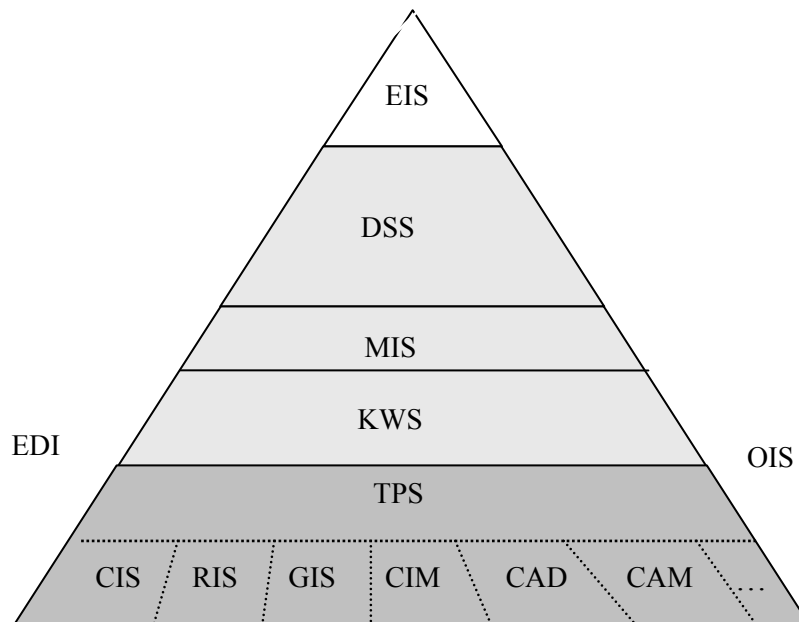 EIS
DSS
MIS
KWS
EDI
OIS
TPS
CIS RIS GIS CIM CAD CAM ...